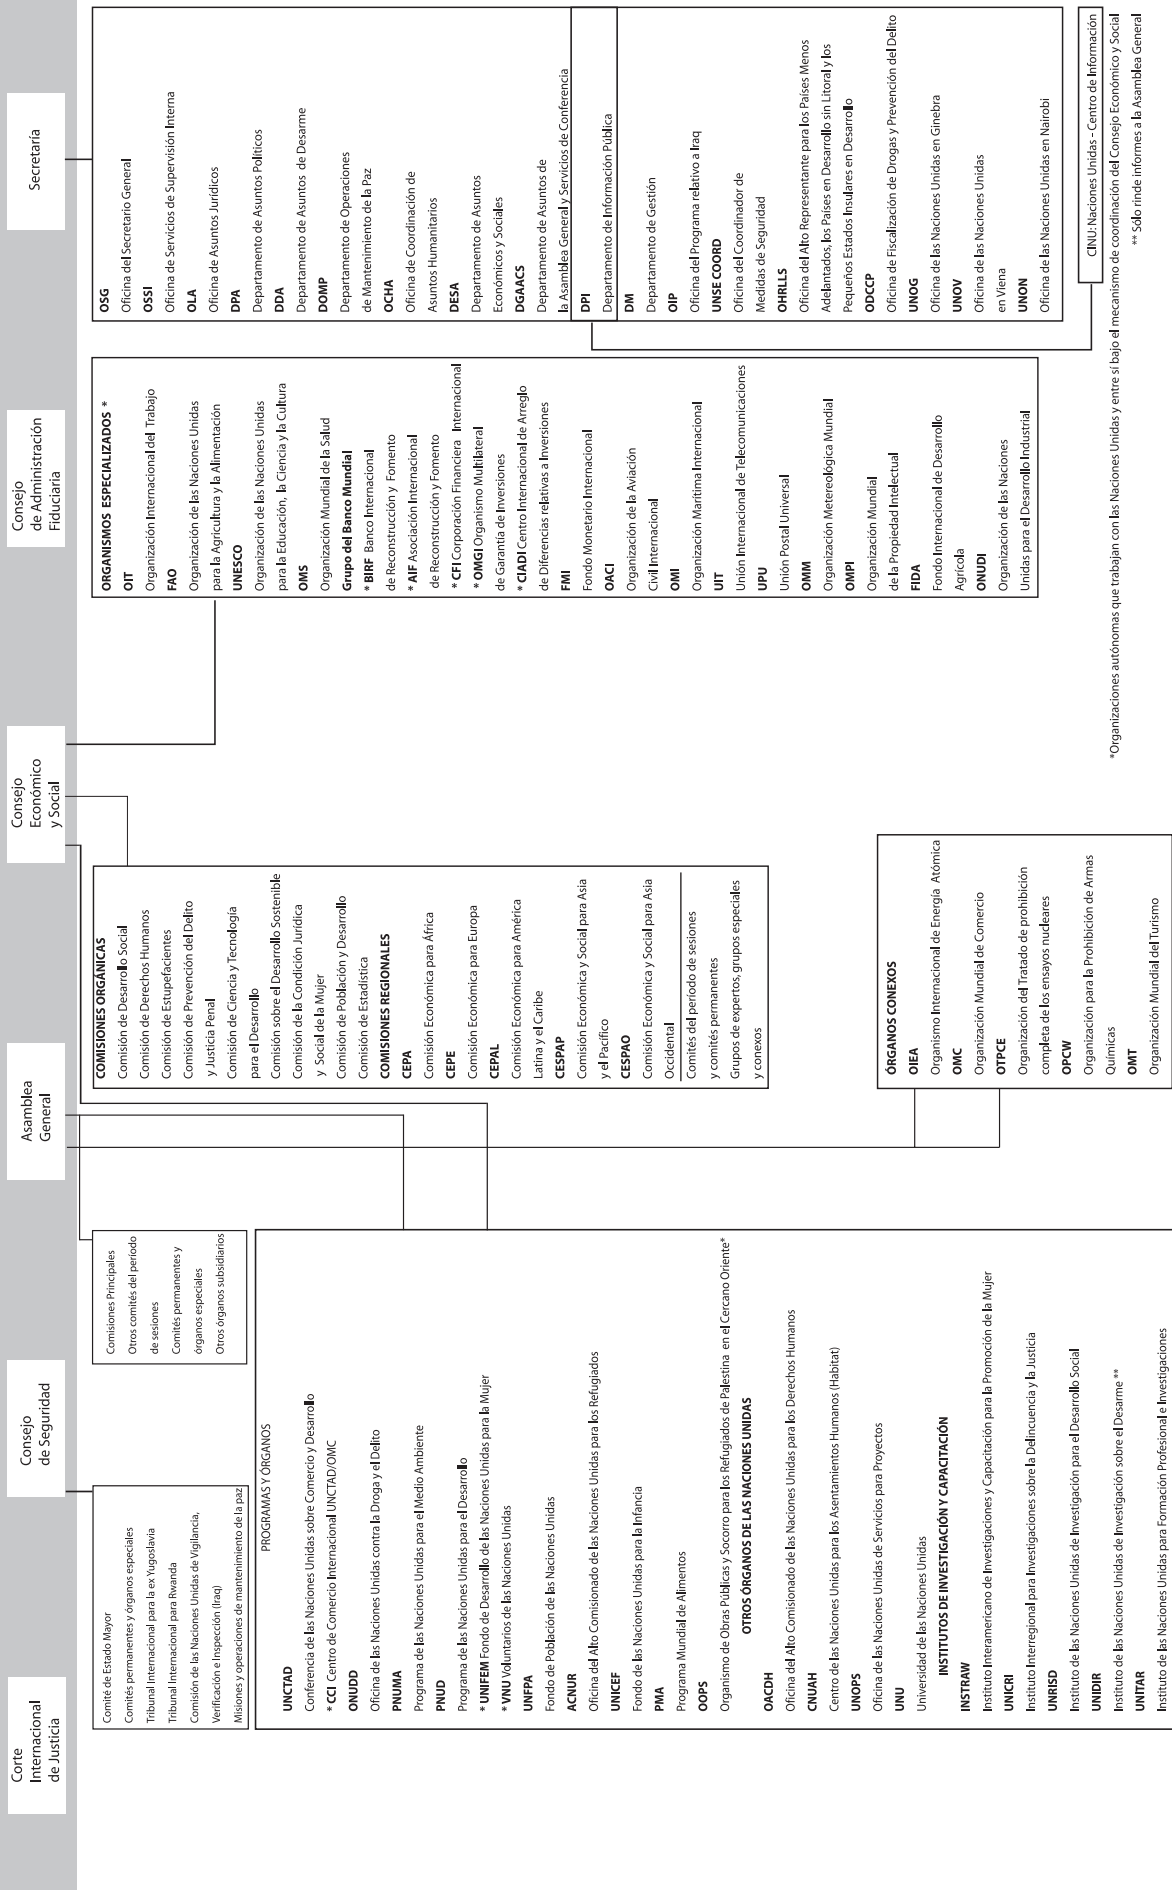 Corte
Internacional
de Justicia
Consejo
de Seguridad
Asamblea
General
Consejo
Económico
y Social
Consejo
de Administración
Fiduciaria
Secretaría
Comité de Estado Mayor
Comités permanentes y órganos especiales
Tribunal Internacional para la ex Yugoslavia
Tribunal Internacional para Rwanda
Comisión de las Naciones Unidas de Vigilancia,
Verificación e Inspección (Iraq)
Misiones y operaciones de mantenimiento de la paz
Comisiones Principales
Otros comités del período
de sesiones
Comités permanentes y
órganos especiales
Otros órganos subsidiarios
PROGRAMAS Y ÓRGANOS
UNCTAD
Conferencia de las Naciones Unidas sobre Comercio y Desarrollo
* CCI Centro de Comercio Internacional UNCTAD/OMC
ONUDD
Oficina de las Naciones Unidas contra la Droga y el Delito
PNUMA
Programa de las Naciones Unidas para el Medio Ambiente
PNUD
Programa de las Naciones Unidas para el Desarrollo
* UNIFEM Fondo de Desarrollo de las Naciones Unidas para la Mujer
* VNU Voluntarios de las Naciones Unidas
UNFPA
Fondo de Población de las Naciones Unidas
ACNUR
Oficina del Alto Comisionado de las Naciones Unidas para los Refugiados
UNICEF
Fondo de las Naciones Unidas para la Infancia
PMA
Programa Mundial de Alimentos
OOPS
Organismo de Obras Públicas y Socorro para los Refugiados de Palestina en el Cercano Oriente*
OTROS ÓRGANOS DE LAS NACIONES UNIDAS
OACDH
Oficina del Alto Comisionado de las Naciones Unidas para los Derechos Humanos
CNUAH
Centro de las Naciones Unidas para los Asentamientos Humanos (Habitat)
UNOPS
Oficina de las Naciones Unidas de Servicios para Proyectos
UNU
Universidad de las Naciones Unidas
INSTITUTOS DE INVESTIGACIÓN Y CAPACITACIÓN
INSTRAW
Instituto Interamericano de Investigaciones y Capacitación para la Promoción de la Mujer
UNICRI
Instituto Interregional para Investigaciones sobre la Delincuencia y la Justicia
UNRISD
Instituto de las Naciones Unidas de Investigación para el Desarrollo Social
UNIDIR
Instituto de las Naciones Unidas de Investigación sobre el Desarme **
UNITAR
Instituto de las Naciones Unidas para Formación Profesional e Investigaciones
COMISIONES ORGÁNICAS
Comisión de Desarrollo Social
Comisión de Derechos Humanos
Comisión de Estupefacientes
Comisión de Prevención del Delito
y Justicia Penal
Comisión de Ciencia y Tecnología
para el Desarrollo
Comisión sobre el Desarrollo Sostenible
Comisión de la Condición Jurídica
y Social de la Mujer
Comisión de Población y Desarrollo
Comisión de Estadística
COMISIONES REGIONALES
CEPA
Comisión Económica para África
CEPE
Comisión Económica para Europa
CEPAL
Comisión Económica para América
Latina y el Caribe
CESPAP
Comisión Económica y Social para Asia
y el Pacífico
CESPAO
Comisión Económica y Social para Asia
Occidental
Comités del período de sesiones
y comités permanentes
Grupos de expertos, grupos especiales
y conexos
ÓRGANOS CONEXOS
OIEA
Organismo Internacional de Energía Atómica
OMC
Organización Mundial de Comercio
OTPCE
Organización del Tratado de prohibición
completa de los ensayos nucleares
OPCW
Organización para la Prohibición de Armas
Químicas
OMT
Organización Mundial del Turismo
ORGANISMOS ESPECIALIZADOS *
OIT
Organización Internacional del Trabajo
FAO
Organización de las Naciones Unidas
para la Agricultura y la Alimentación
UNESCO
Organización de las Naciones Unidas
para la Educación, la Ciencia y la Cultura
OMS
Organización Mundial de la Salud
Grupo del Banco Mundial
* BIRF Banco Internacional
de Reconstrucción y Fomento
* AIF Asociación Internacional
de Reconstrucción y Fomento
* CFI Corporación Financiera Internacional
* OMGI Organismo Multilateral
de Garantía de Inversiones
* CIADI Centro Internacional de Arreglo
de Diferencias relativas a Inversiones
FMI
Fondo Monetario Internacional
OACI
Organización de la Aviación
Civil Internacional
OMI
Organización Marítima Internacional
UIT
Unión Internacional de Telecomunicaciones
UPU
Unión Postal Universal
OMM
Organización Metereológica Mundial
OMPI
Organización Mundial
de la Propiedad Intelectual
FIDA
Fondo Internacional de Desarrollo
Agrícola
ONUDI
Organización de las Naciones
Unidas para el Desarrollo Industrial
OSG
Oficina del Secretario General
OSSI
Oficina de Servicios de Supervisión Interna
OLA
Oficina de Asuntos Jurídicos
DPA
Departamento de Asuntos Políticos
DDA
Departamento de Asuntos de Desarme
DOMP
Departamento de Operaciones
de Mantenimiento de la Paz
OCHA
Oficina de Coordinación de
Asuntos Humanitarios
DESA
Departamento de Asuntos
Económicos y Sociales
DGAACS
Departamento de Asuntos de
la Asamblea General y Servicios de Conferencia
DPI
Departamento de Información Pública
DM
Departamento de Gestión
OIP
Oficina del Programa relativo a Iraq
UNSE COORD
Oficina del Coordinador de
Medidas de Seguridad
OHRLLS
Oficina del Alto Representante para los Países Menos
Adelantados, los Países en Desarrollo sin Litoral y los
Pequeños Estados Insulares en Desarrollo
ODCCP
Oficina de Fiscalización de Drogas y Prevención del Delito
UNOG
Oficina de las Naciones Unidas en Ginebra
UNOV
Oficina de las Naciones Unidas
en Viena
UNON
Oficina de las Naciones Unidas en Nairobi
CINU: Naciones Unidas - Centro de Información
*Organizaciones autónomas que trabajan con las Naciones Unidas y entre sí bajo el mecanismo de coordinación del Consejo Económico y Social
** Sólo rinde informes a la Asamblea General